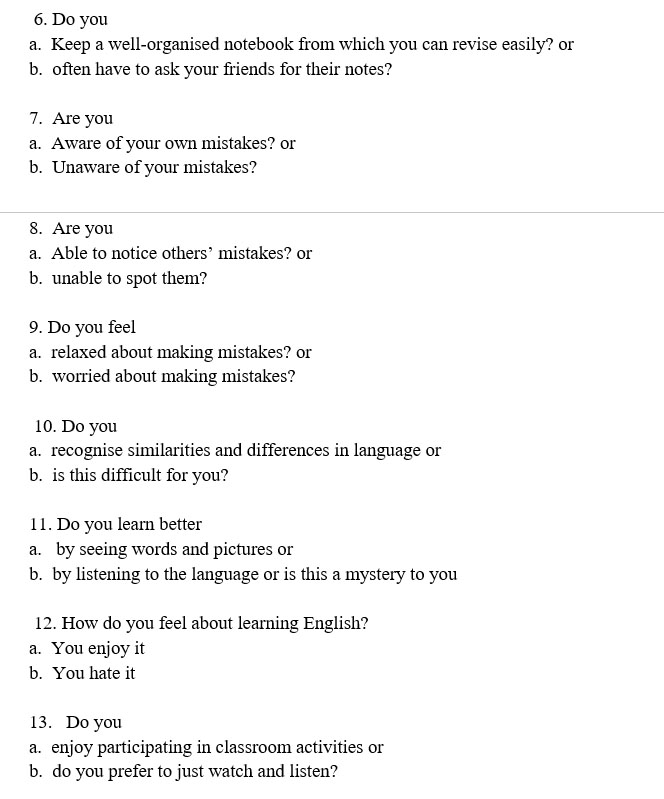 6. Do you
a. Keep a well-organised notebook from which you can revise easily? or
b. often have to ask your friends for their notes?
7. Are you
a. Aware of your own mistakes? or
b. Unaware of your mistakes?
8. Are you
a. Able to notice others’ mistakes? or
b. unable to spot them?
9. Do you feel
a. relaxed about making mistakes? or
b. worried about making mistakes?
10. Do you
a. recognise similarities and differences in language or
b. is this difficult for you?
11. Do you learn better
a. by seeing words and pictures or
b. by listening to the language or is this a mystery to you
12. How do you feel about learning English?
a. You enjoy it
b. You hate it
13. Do you
a. enjoy participating in classroom activities or
b. do you prefer to just watch and listen?